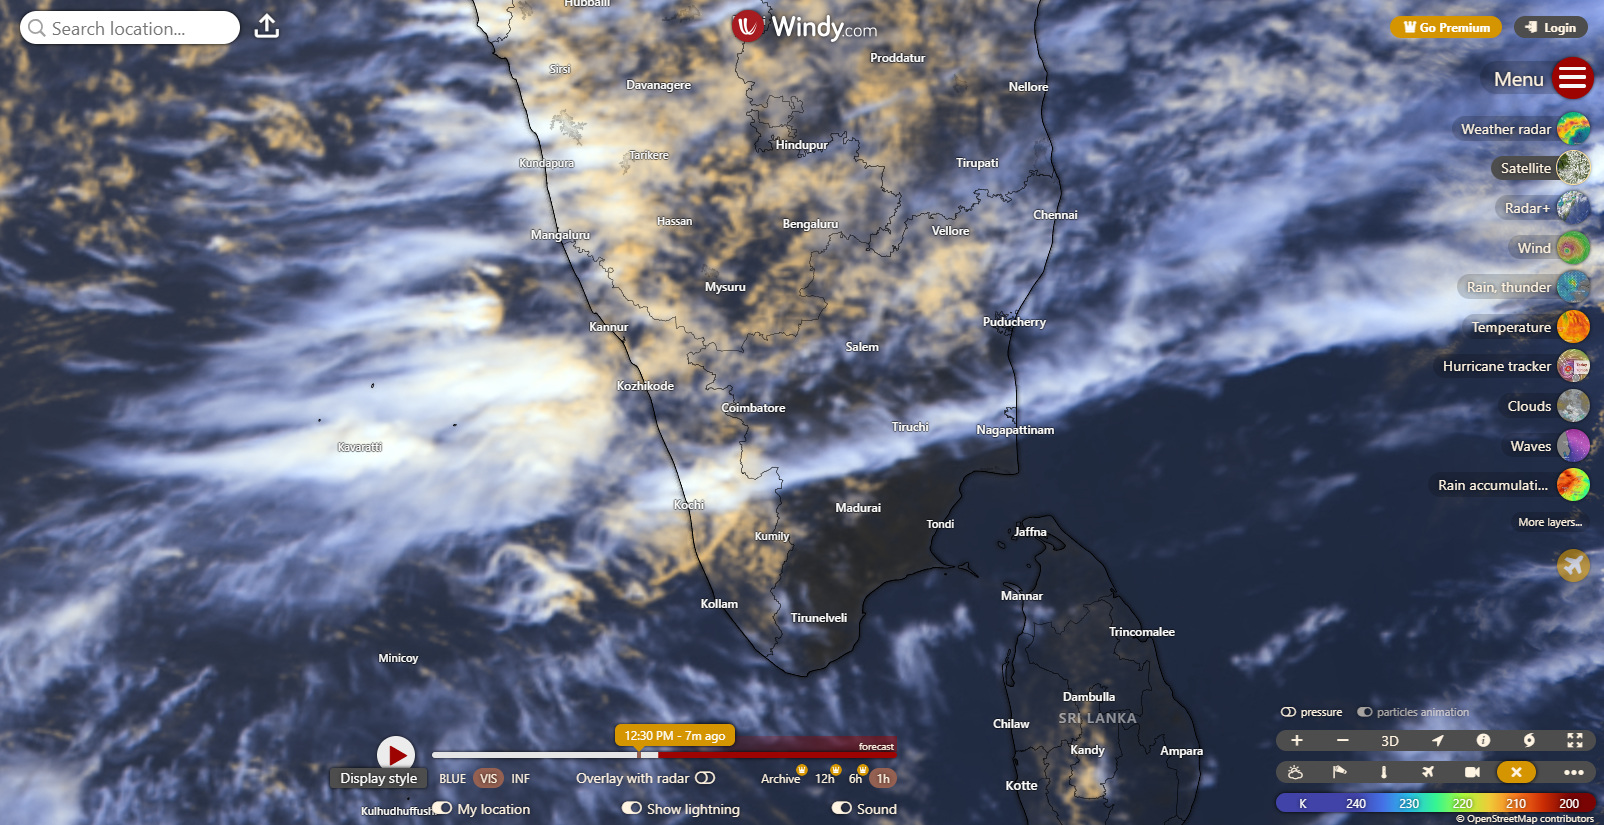 Search location...
Windy.com
Go Premium
Login
Menu
Weather radar
Satellite
Radar+
Wind
Rain, thunder
Temperature
Hurricane tracker
Clouds
Waves
Rain accumulati...
More layers...
Hubballi
Sirsi
Davanagere
Proddatur
Nellore
Kundapura
Tarikere
Hindupur
Tirupati
Mangaluru
Hassan
Bengaluru
Vellore
Chennai
Mysuru
Kannur
Puducherry
Salem
Kozhikode
Coimbatore
Tiruchi
Nagapattinam
Kavaratti
Kochi
Madurai
Tondi
Kumily
Jaffna
Kollam
Tirunelveli
Mannar
Trincomalee
Minicoy
Dambulla
SRI LANKA
Chilaw
Kandy
Ampara
Kotte
Kulhudhuffushi
12:30 PM - 7m ago
forecast
Display style
BLUE VIS INF
Overlay with radar
Archive 12h 6h 1h
My location
Show lightning
Sound
pressure
particles animation
3D
K 240 230 220 210 200
© OpenStreetMap contributors